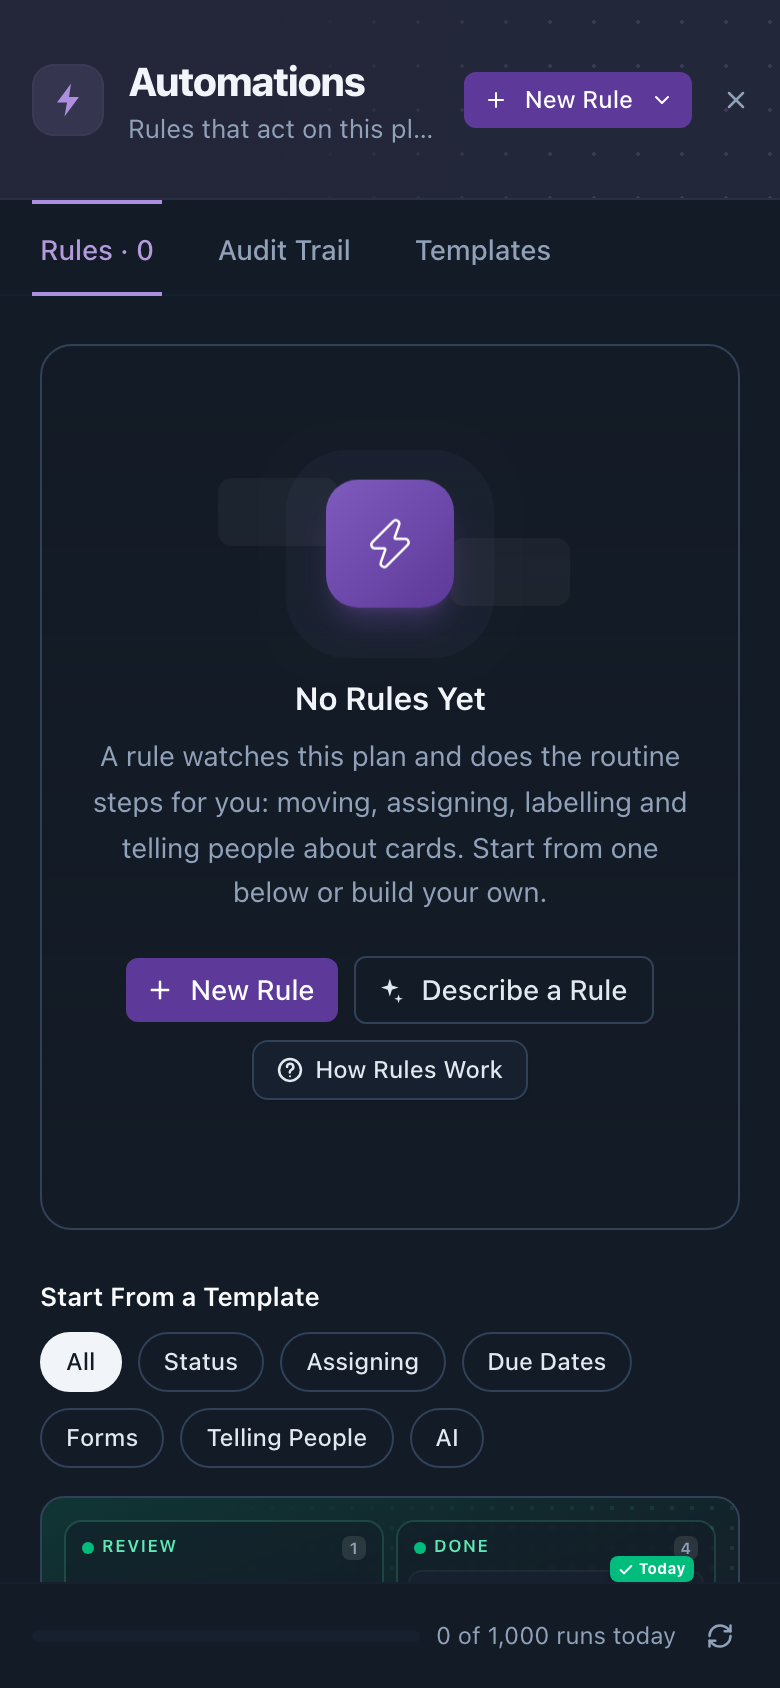 Automations
Rules that act on this pl...
New Rule
Rules · 0
Audit Trail
Templates
No Rules Yet
A rule watches this plan and does the routine
steps for you: moving, assigning, labelling and
telling people about cards. Start from one
below or build your own.
New Rule
Describe a Rule
How Rules Work
Start From a Template
All
Status
Assigning
Due Dates
Forms
Telling People
AI
REVIEW
1
DONE
4
Today
0 of 1,000 runs today